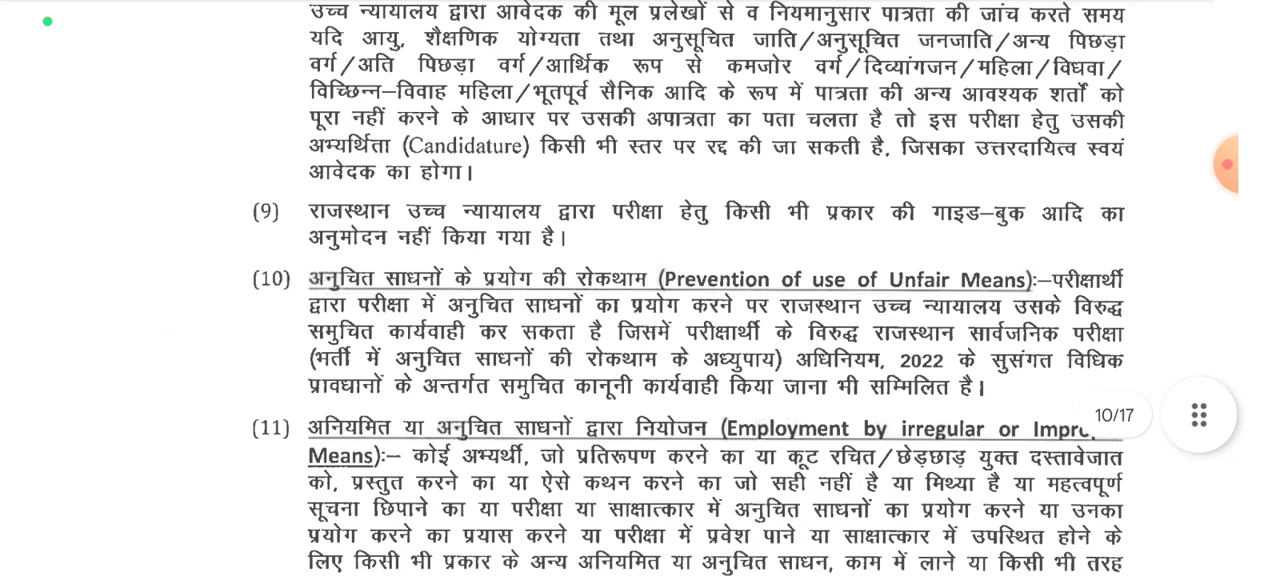 उच्च न्यायालय द्वारा आवेदक की मूल प्रलेखों से व नियमानुसार पात्रता की जांच करते समय
यदि आयु, शैक्षणिक योग्यता तथा अनुसूचित जाति/अनुसूचित जनजाति/अन्य पिछड़ा
वर्ग/अति पिछड़ा वर्ग/आर्थिक रूप से कमजोर वर्ग/दिव्यांगजन/महिला/विधवा/
विच्छिन्न–विवाह महिला/भूतपूर्व सैनिक आदि के रूप में पात्रता की अन्य आवश्यक शर्तों को
पूरा नहीं करने के आधार पर उसकी अपात्रता का पता चलता है तो इस परीक्षा हेतु उसकी
अभ्यर्थिता (Candidature) किसी भी स्तर पर रद्द की जा सकती है, जिसका उत्तरदायित्व स्वयं
आवेदक का होगा।
(9) राजस्थान उच्च न्यायालय द्वारा परीक्षा हेतु किसी भी प्रकार की गाइड–बुक आदि का
अनुमोदन नहीं किया गया है।
(10) अनुचित साधनों के प्रयोग की रोकथाम (Prevention of use of Unfair Means):–परीक्षार्थी
द्वारा परीक्षा में अनुचित साधनों का प्रयोग करने पर राजस्थान उच्च न्यायालय उसके विरुद्ध
समुचित कार्यवाही कर सकता है जिसमें परीक्षार्थी के विरुद्ध राजस्थान सार्वजनिक परीक्षा
(भर्ती में अनुचित साधनों की रोकथाम के अध्युपाय) अधिनियम, 2022 के सुसंगत विधिक
प्रावधानों के अन्तर्गत समुचित कानूनी कार्यवाही किया जाना भी सम्मिलित है।
10/17
(11) अनियमित या अनुचित साधनों द्वारा नियोजन (Employment by irregular or
Means):– कोई अभ्यर्थी, जो प्रतिरूपण करने का या कूट रचित/छेड़छाड़ युक्त दस्तावेजात
को, प्रस्तुत करने का या ऐसे कथन करने का जो सही नहीं है या मिथ्या है या महत्वपूर्ण
सूचना छिपाने का या परीक्षा या साक्षात्कार में अनुचित साधनों का प्रयोग करने या उनका
प्रयोग करने का प्रयास करने या परीक्षा में प्रवेश पाने या साक्षात्कार में उपस्थित होने के
लिए किसी भी प्रकार के अन्य अनियमित या अनुचित साधन, काम में लाने या किसी भी तरह